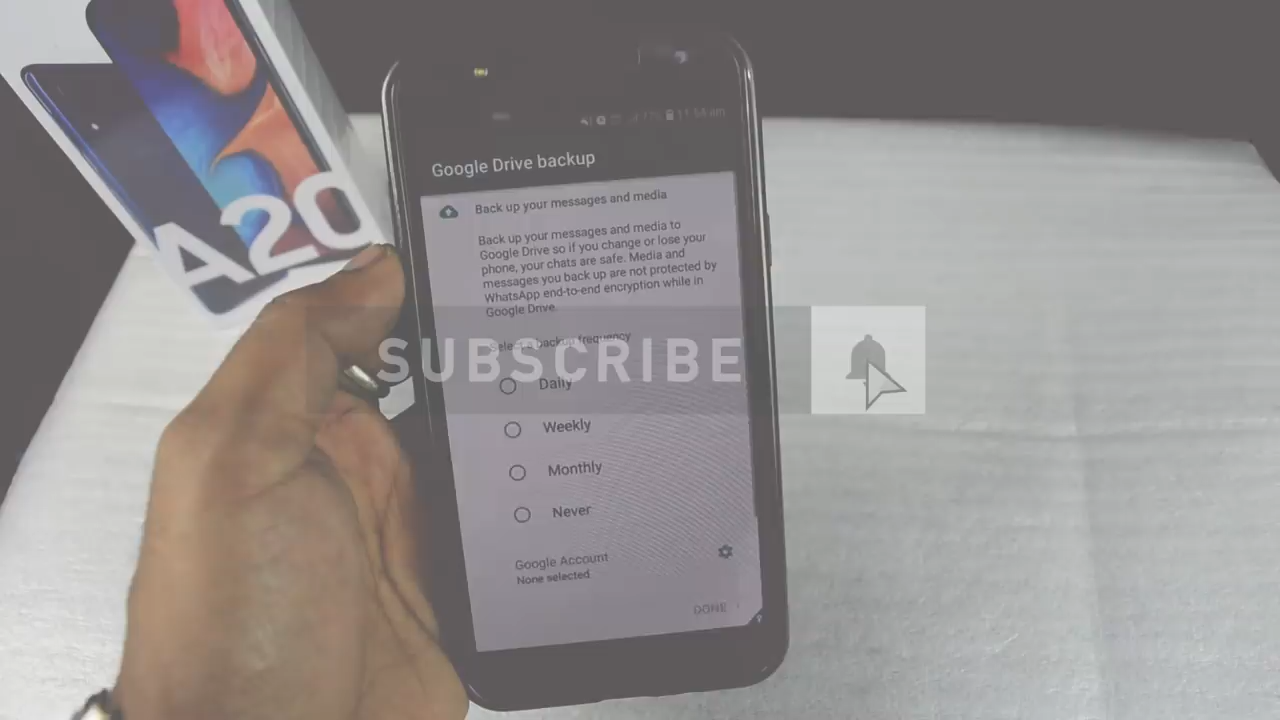 A20
11:54 am
Google Drive backup
Back up your messages and media
Back up your messages and media to
Google Drive so if you change or lose your
phone, your chats are safe. Media and
messages you back up are not protected by
WhatsApp end-to-end encryption while in
Google Drive.
Select a backup frequency
SUBSCRIBE
Daily
Weekly
Monthly
Never
Google Account
None selected
DONE